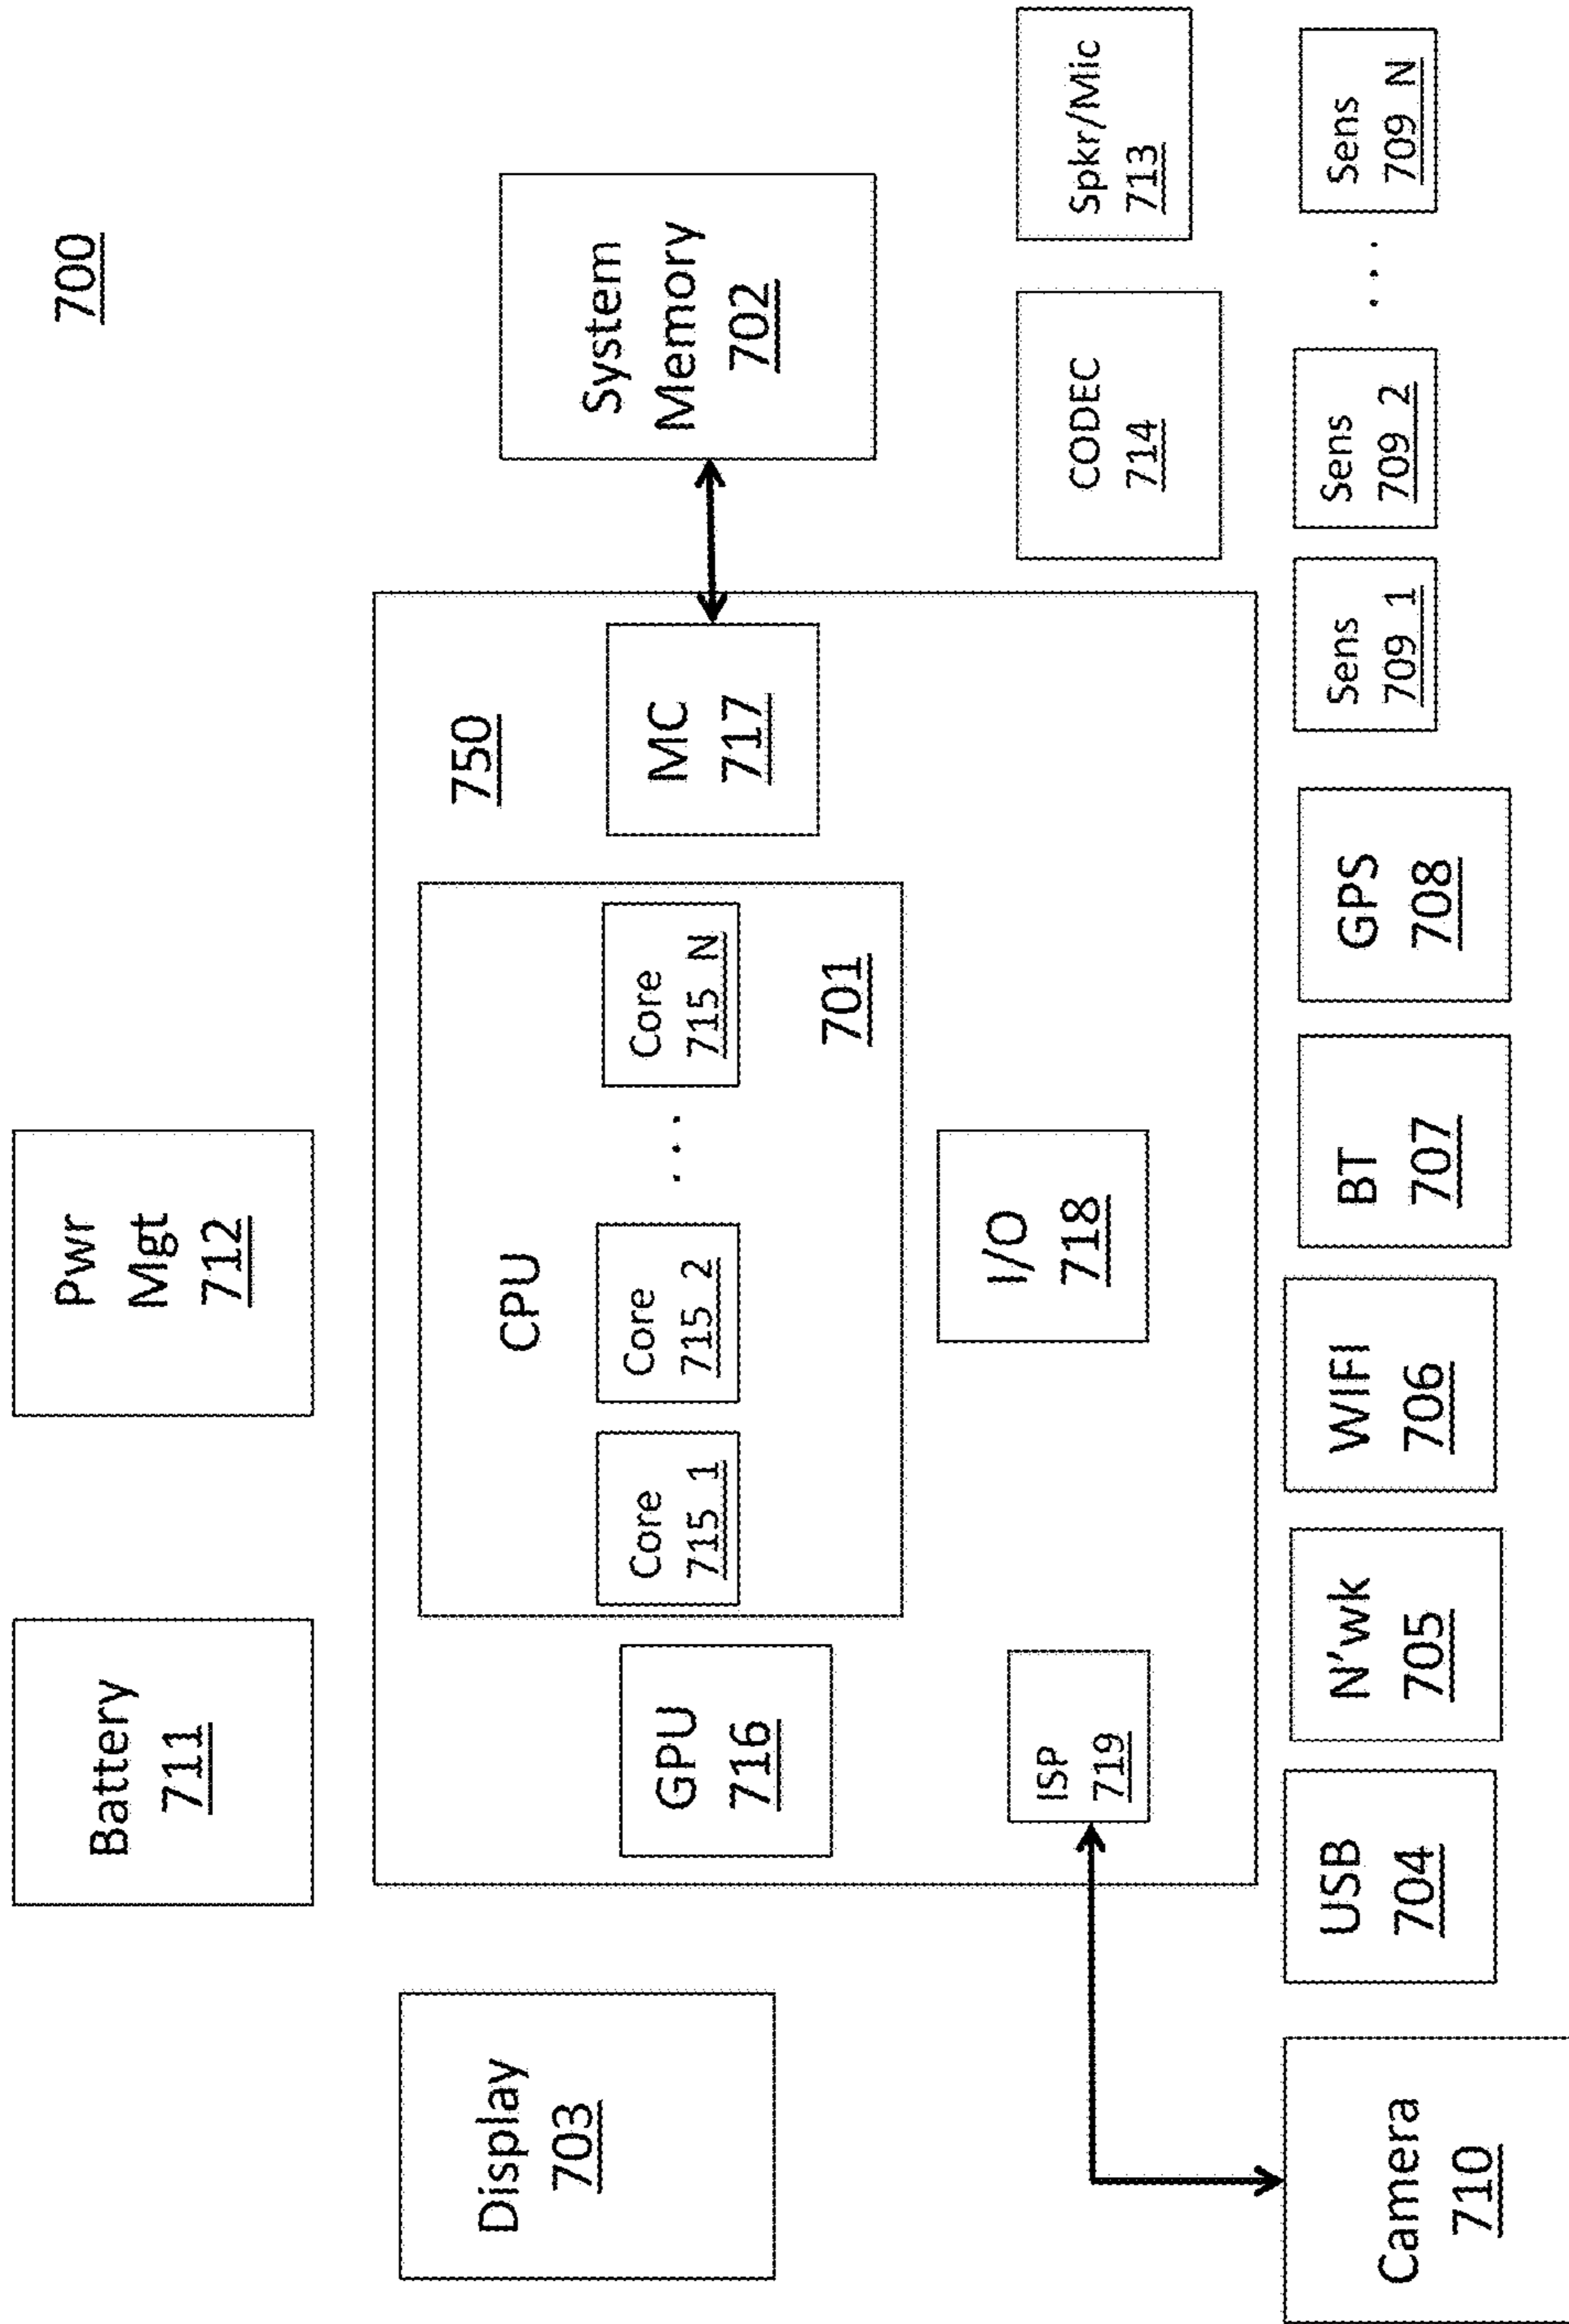 700
Battery
711
Pwr
Mgt
712
Display
703
750
CPU
Core
715_1
Core
715_2
. . .
Core
715_N
701
GPU
716
MC
717
System
Memory
702
ISP
719
I/O
718
CODEC
714
Spkr/Mic
713
Camera
710
USB
704
N'wk
705
WIFI
706
BT
707
GPS
708
Sens
709_1
Sens
709_2
. . .
Sens
709_N